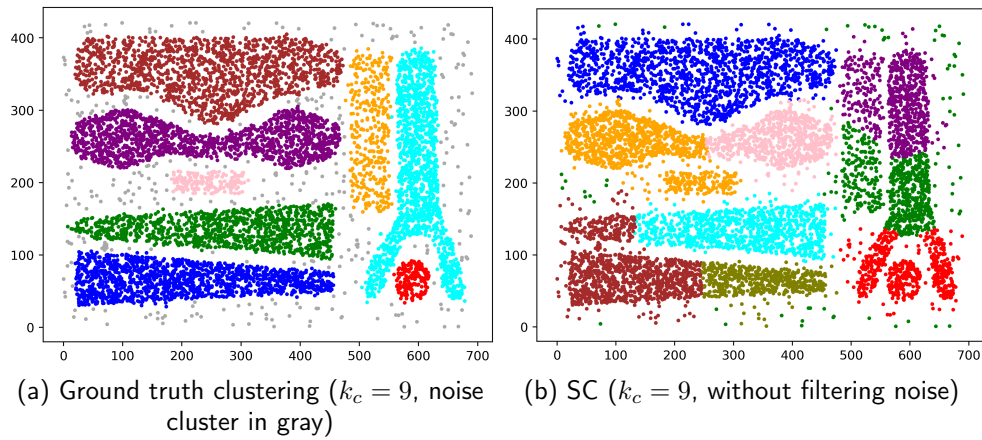 400
300
200
100
0
0 100 200 300 400 500 600 700
400
300
200
100
0
0 100 200 300 400 500 600 700
(a) Ground truth clustering (k_c = 9, noise
cluster in gray)
(b) SC (k_c = 9, without filtering noise)